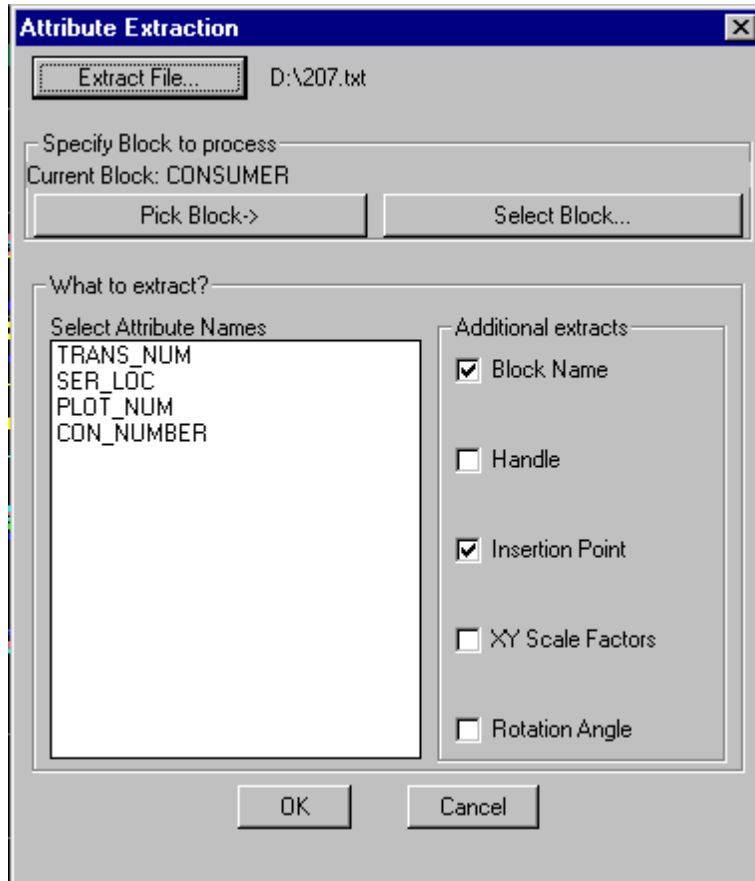 Attribute Extraction
Extract File... D:\207.txt
Specify Block to process
Current Block: CONSUMER
Pick Block-> Select Block...
What to extract?
Select Attribute Names
TRANS_NUM
SER_LOC
PLOT_NUM
CON_NUMBER
Additional extracts
Block Name
Handle
Insertion Point
XY Scale Factors
Rotation Angle
OK Cancel